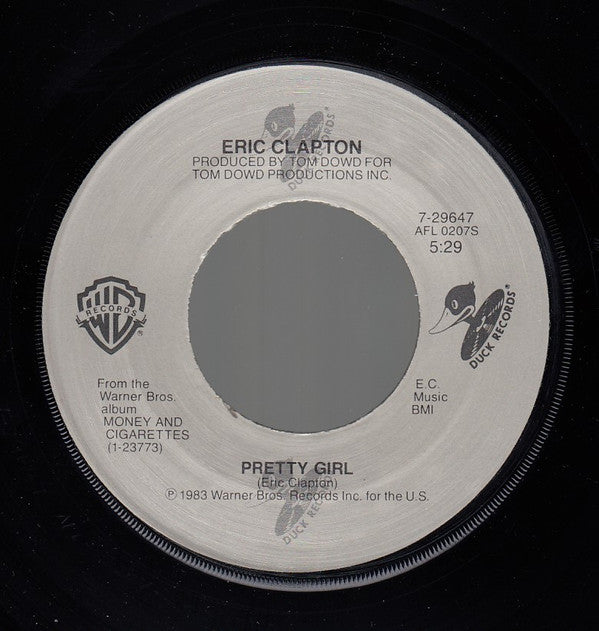 ERIC CLAPTON
PRODUCED BY TOM DOWD FOR
TOM DOWD PRODUCTIONS INC.
DUCK RECORDS
7-29647
AFL 0207S
5:29
WB
RECORDS
DUCK RECORDS®
From the
Warner Bros.
album
MONEY AND
CIGARETTES
(1-23773)
E.C.
Music
BMI
PRETTY GIRL
(Eric Clapton)
℗ 1983 Warner Bros. Records Inc. for the U.S.
DUCK RECORDS